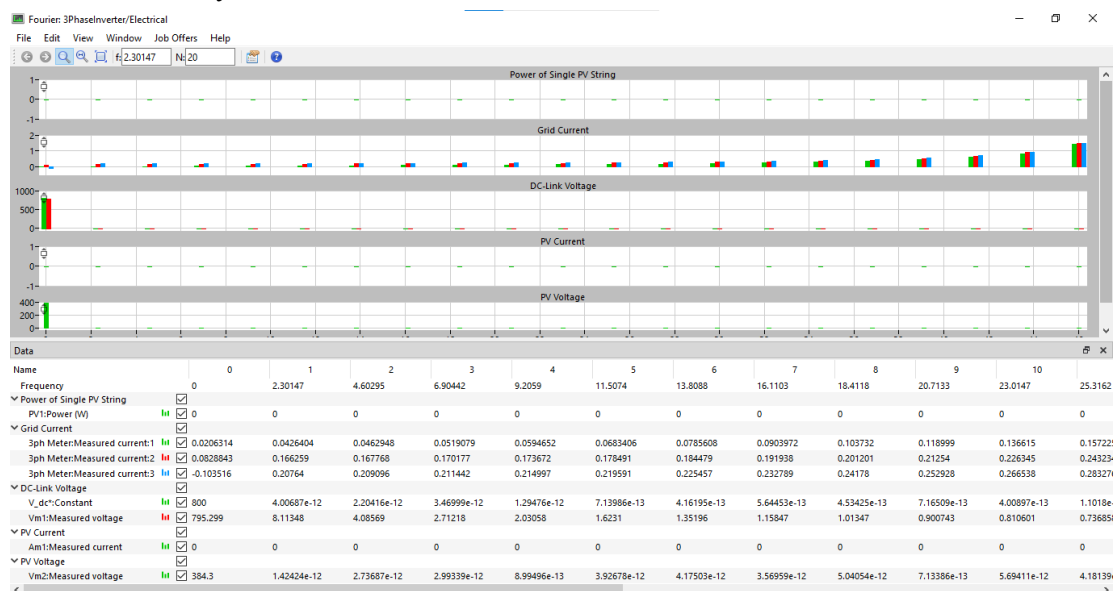 Fourier: 3PhaseInverter/Electrical
File Edit View Window Job Offers Help
f: 2.30147 N: 20
Power of Single PV String
1
0
-1
Grid Current
2
1
0
DC-Link Voltage
1000
500
0
PV Current
1
0
-1
PV Voltage
400
200
0
Data
Name 0 1 2 3 4 5 6 7 8 9 10
Frequency 0 2.30147 4.60295 6.90442 9.2059 11.5074 13.8088 16.1103 18.4118 20.7133 23.0147 25.3162
Power of Single PV String
PV1:Power (W) 0 0 0 0 0 0 0 0 0 0 0 0
Grid Current
3ph Meter:Measured current:1 0.0206314 0.0426404 0.0462948 0.0519079 0.0594652 0.0683406 0.0785608 0.0903972 0.103732 0.118999 0.136615 0.157225
3ph Meter:Measured current:2 0.0828843 0.166259 0.167768 0.170177 0.173672 0.178491 0.184479 0.191938 0.201201 0.21254 0.226345 0.243234
3ph Meter:Measured current:3 -0.103516 0.20764 0.209096 0.211442 0.214997 0.219591 0.225457 0.232789 0.24178 0.252928 0.266538 0.283276
DC-Link Voltage
V_dc*:Constant 800 4.00687e-12 2.20416e-12 3.46999e-12 1.29476e-12 7.13986e-13 4.16195e-13 5.64453e-13 4.53425e-13 7.16509e-13 4.00897e-13 1.1018e-
Vm1:Measured voltage 795.299 8.11348 4.08569 2.71218 2.03058 1.6231 1.35196 1.15847 1.01347 0.900743 0.810601 0.736858
PV Current
Am1:Measured current 0 0 0 0 0 0 0 0 0 0 0 0
PV Voltage
Vm2:Measured voltage 384.3 1.42424e-12 2.73687e-12 2.99339e-12 8.99496e-13 3.92678e-12 4.17503e-12 3.56959e-12 5.04054e-12 7.13386e-13 5.69411e-12 4.18139